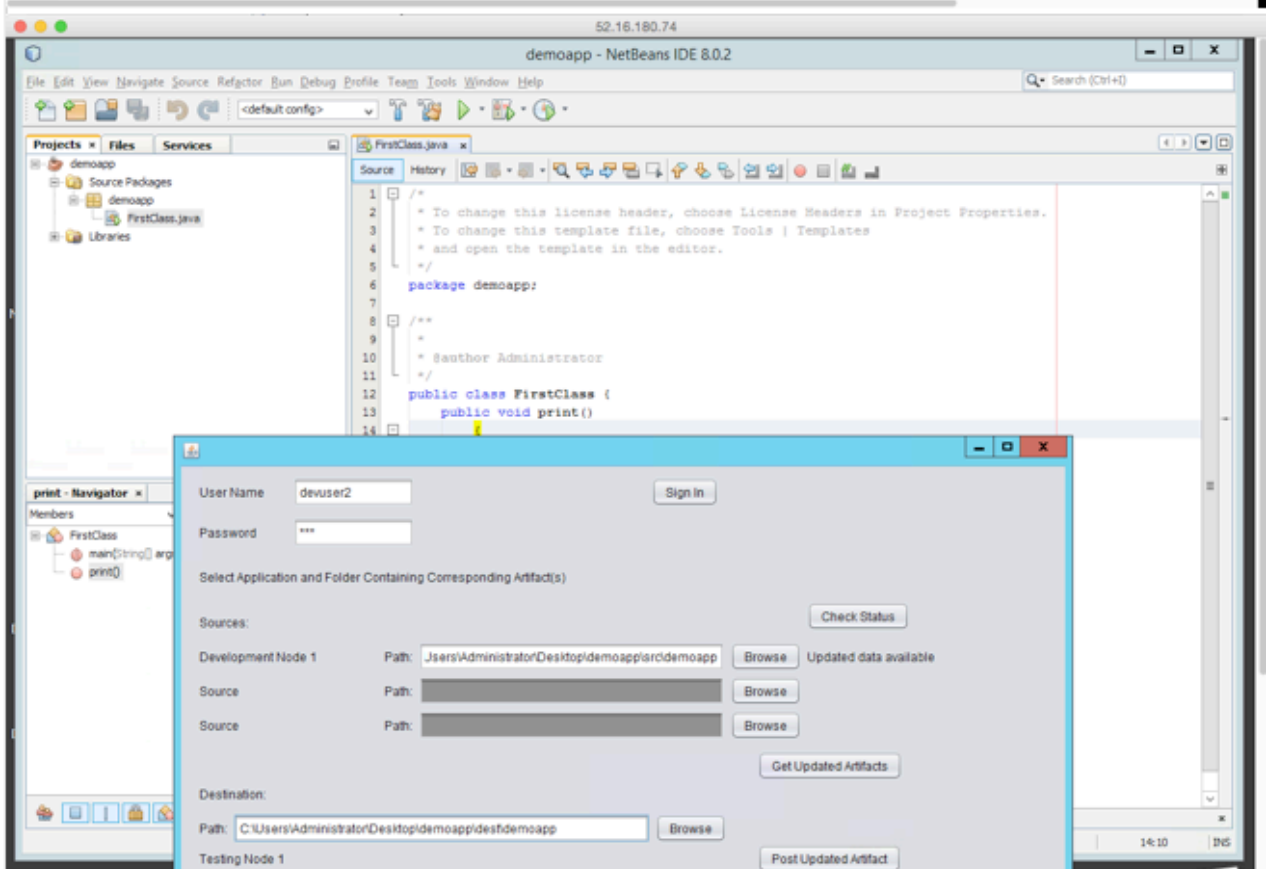 52.16.180.74
demoapp - NetBeans IDE 8.0.2
File Edit View Navigate Source Refactor Run Debug Profile Team Tools Window Help
Search (Ctrl+I)
<default config>
Projects Files Services
FirstClass.java
demoapp
Source Packages
demoapp
FirstClass.java
Libraries
Source History
1 /*
2 * To change this license header, choose License Headers in Project Properties.
3 * To change this template file, choose Tools | Templates
4 * and open the template in the editor.
5 */
6 package demoapp;
7
8 /**
9 *
10 * @author Administrator
11 */
12 public class FirstClass {
13 public void print()
14 {
print - Navigator
Members
FirstClass
main(String[] arg
print()
User Name devuser2 Sign In
Password ***
Select Application and Folder Containing Corresponding Artifact(s)
Check Status
Sources:
Development Node 1 Path: Jsers\Administrator\Desktop\demoapp\src\demoapp Browse Updated data available
Source Path: Browse
Source Path: Browse
Get Updated Artifacts
Destination:
Path: C:\Users\Administrator\Desktop\demoapp\dest\demoapp Browse
Testing Node 1 Post Updated Artifact
14:10 INS